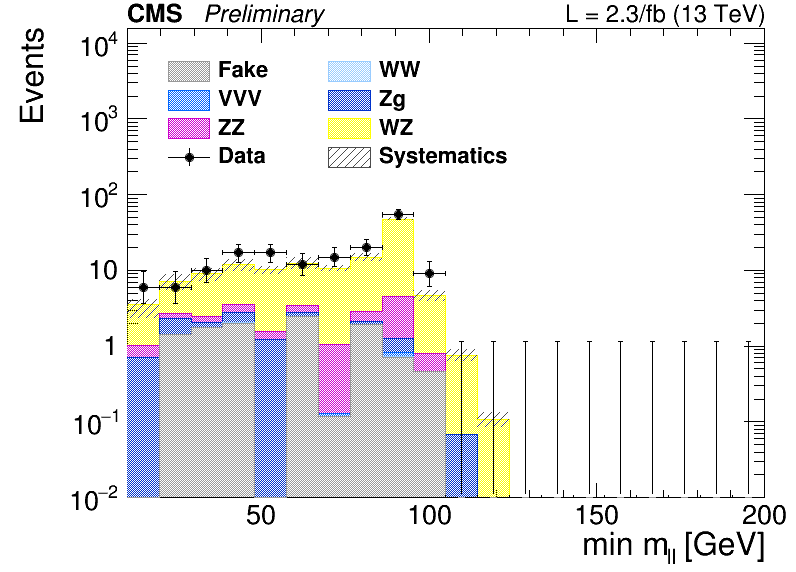 CMS Preliminary L = 2.3/fb (13 TeV)
Events
10⁴
10³
10²
10
1
10⁻¹
10⁻²
Fake WW
VVV Zg
ZZ WZ
Data Systematics
50 100 150 200
min m_ll [GeV]